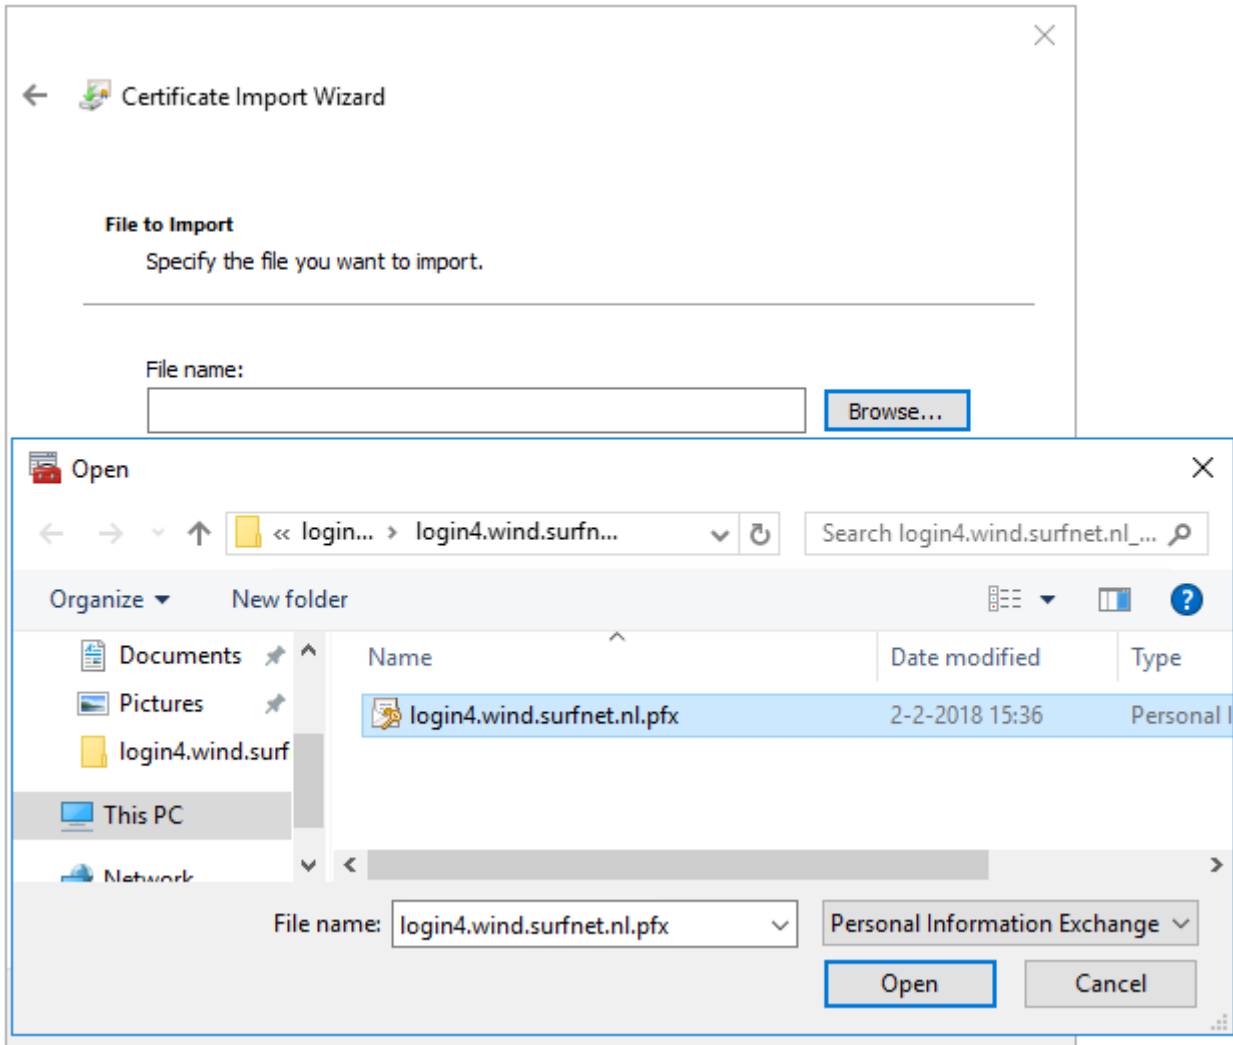 Certificate Import Wizard
File to Import
Specify the file you want to import.
File name:
Browse...
Open
« login... › login4.wind.surfn...
Search login4.wind.surfnet.nl_...
Organize
New folder
Documents
Pictures
login4.wind.surf
This PC
Network
Name
Date modified
Type
login4.wind.surfnet.nl.pfx
2-2-2018 15:36
Personal I
File name:
login4.wind.surfnet.nl.pfx
Personal Information Exchange
Open
Cancel